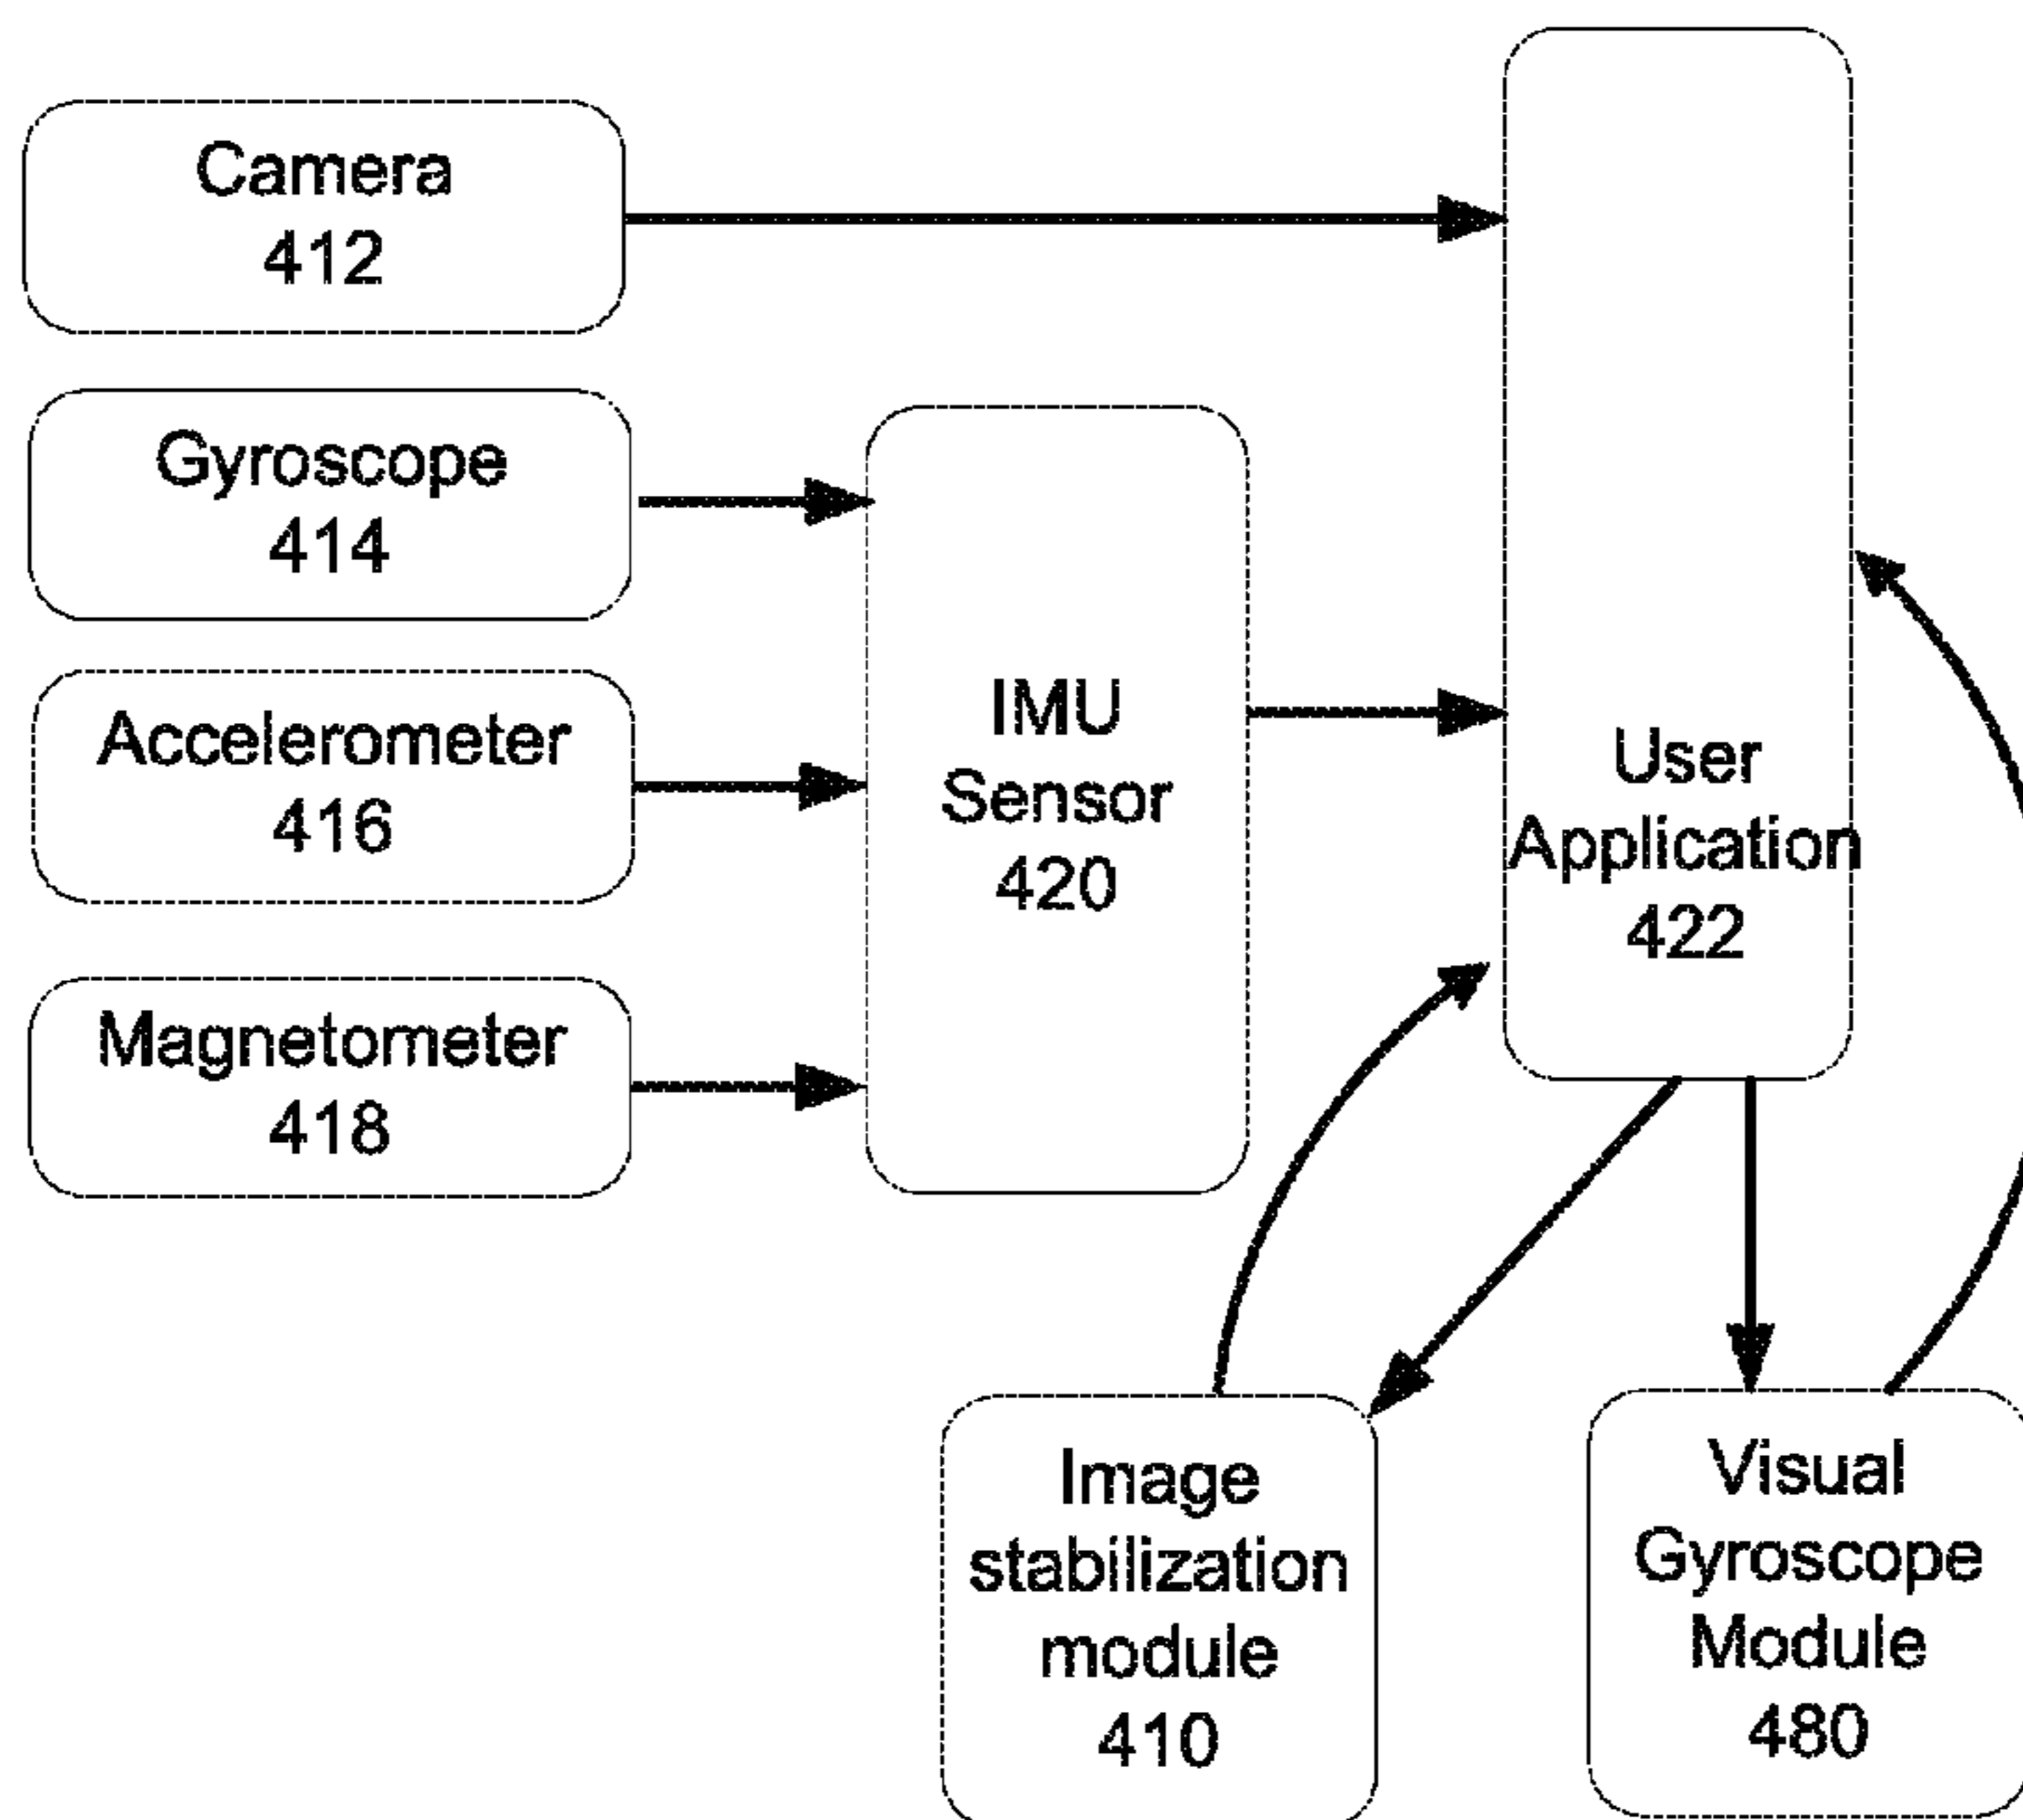 Camera
412
Gyroscope
414
Accelerometer
416
Magnetometer
418
IMU
Sensor
420
User
Application
422
Image
stabilization
module
410
Visual
Gyroscope
Module
480